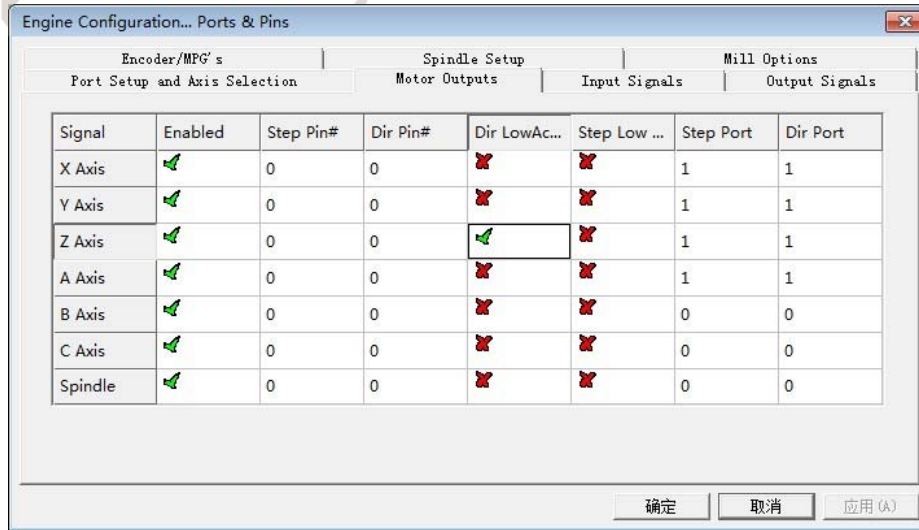 Engine Configuration... Ports & Pins
Encoder/MPG's Spindle Setup Mill Options
Port Setup and Axis Selection Motor Outputs Input Signals Output Signals
Signal Enabled Step Pin# Dir Pin# Dir LowAc... Step Low ... Step Port Dir Port
X Axis 0 0 1 1
Y Axis 0 0 1 1
Z Axis 0 0 1 1
A Axis 0 0 1 1
B Axis 0 0 0 0
C Axis 0 0 0 0
Spindle 0 0 0 0
确定 取消 应用(A)